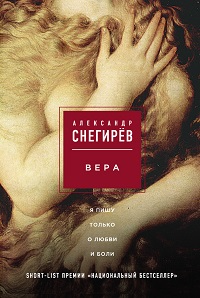 АЛЕКСАНДР
СНЕГИРЁВ
ВЕРА
Я ПИШУ
ТОЛЬКО
О ЛЮБВИ
И БОЛИ
SHORT-LIST ПРЕМИИ «НАЦИОНАЛЬНЫЙ БЕСТСЕЛЛЕР»